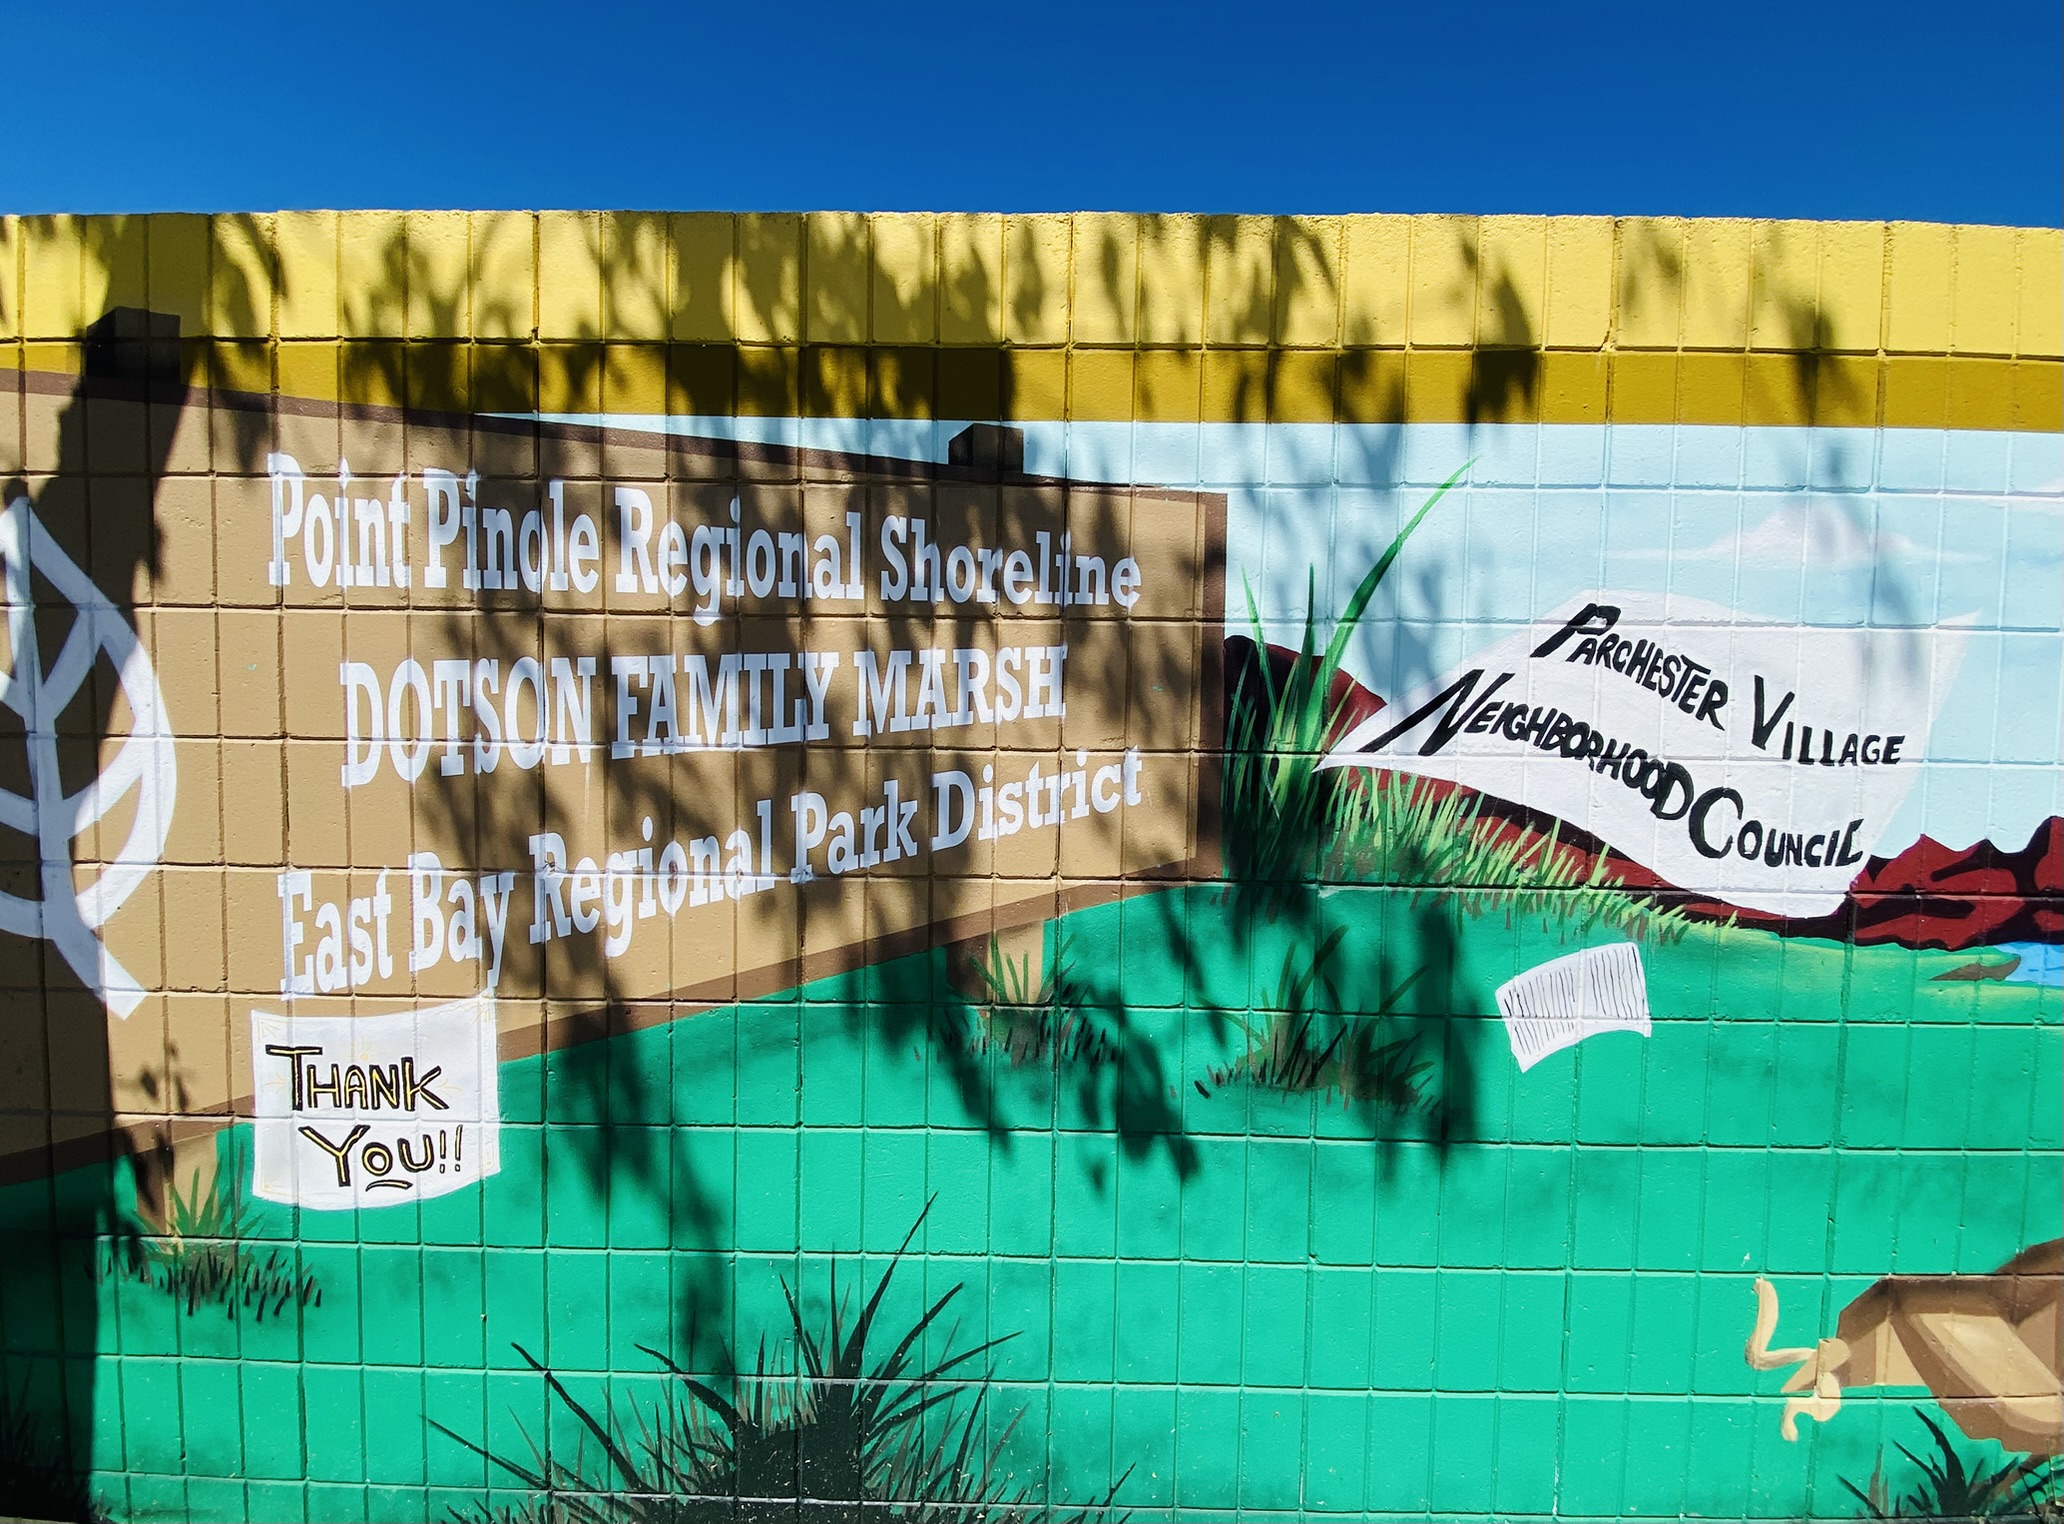 Point Pinole Regional Shoreline
DOTSON FAMILY MARSH
East Bay Regional Park District
THANK
YOU!!
PARCHESTER VILLAGE
NEIGHBORHOOD COUNCIL